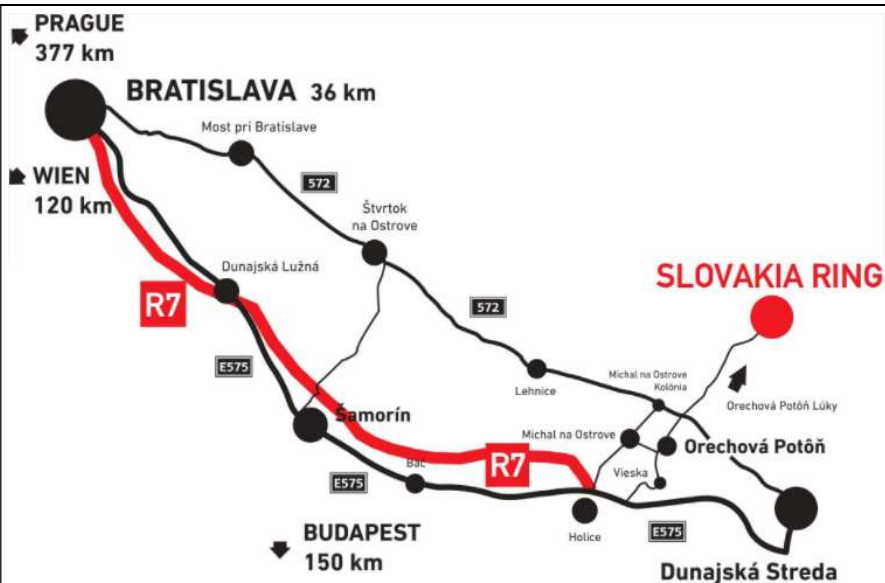 PRAGUE
377 km
BRATISLAVA 36 km
Most pri Bratislave
WIEN
120 km
572
Štvrtok
na Ostrove
Dunajská Lužná
SLOVAKIA RING
R7
572
E575
Lehnice
Michal na Ostrove
Kolónia
Orechová Potôň Lúky
Šamorín
Michal na Ostrove
Orechová Potôň
Báč
R7
Vieska
E575
BUDAPEST
150 km
Holice
E575
Dunajská Streda